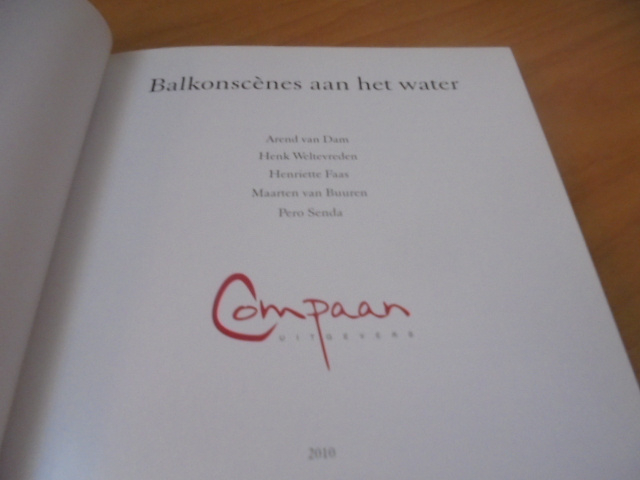 Balkonscènes aan het water
Arend van Dam
Henk Weltevreden
Henriette Faas
Maarten van Buuren
Pero Senda
Compaan
UITGEVERS
2010